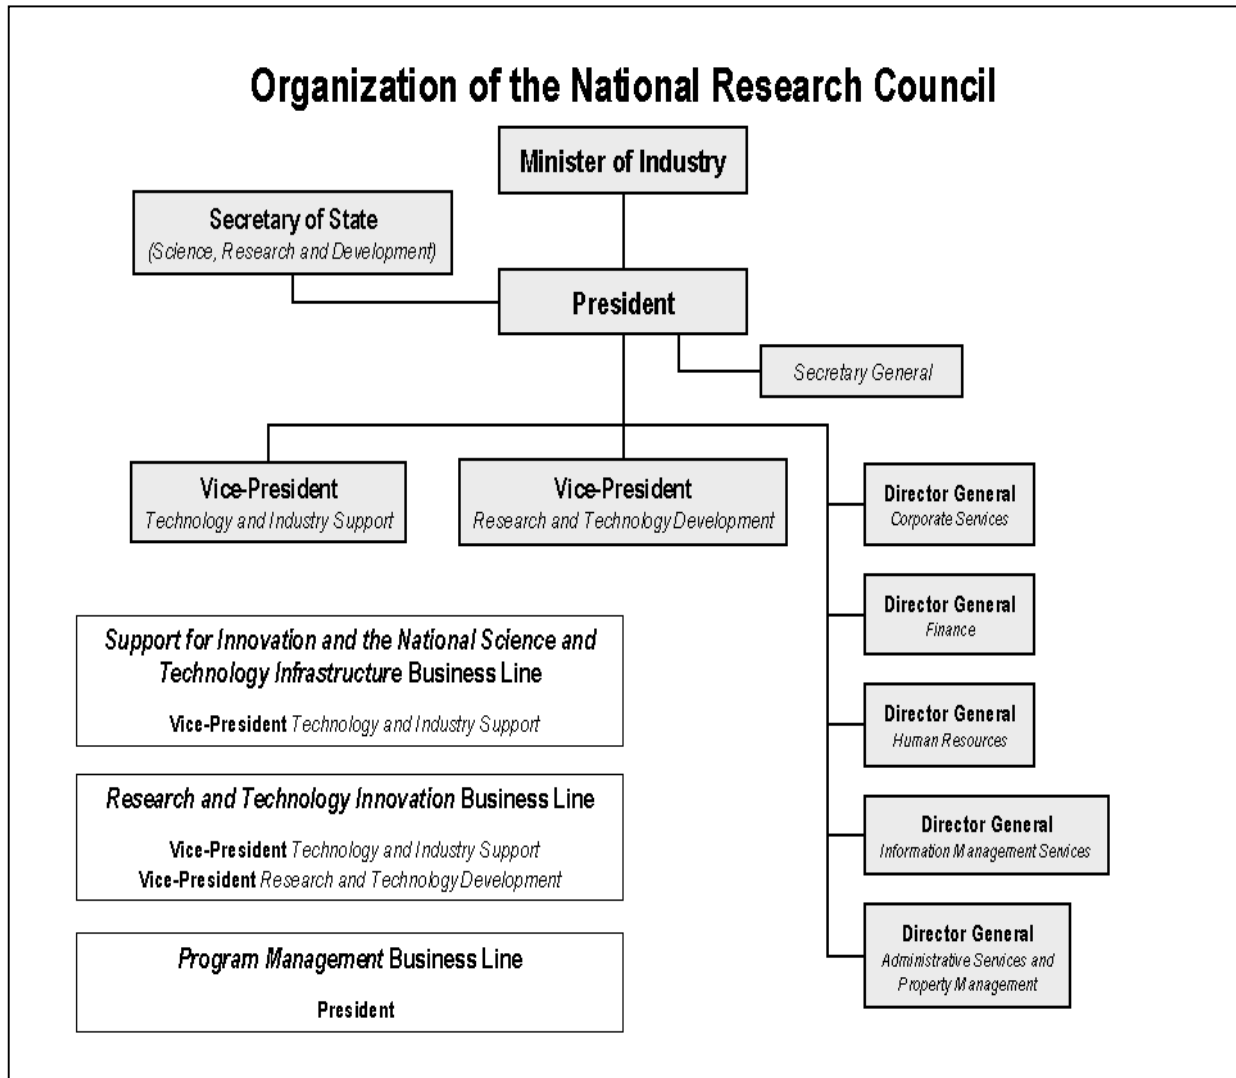 Organization of the National Research Council
Minister of Industry
Secretary of State
(Science, Research and Development)
President
Secretary General
Vice-President
Technology and Industry Support
Vice-President
Research and Technology Development
Director General
Corporate Services
Director General
Finance
Director General
Human Resources
Director General
Information Management Services
Director General
Administrative Services and
Property Management
Support for Innovation and the National Science and
Technology Infrastructure Business Line
Vice-President Technology and Industry Support
Research and Technology Innovation Business Line
Vice-President Technology and Industry Support
Vice-President Research and Technology Development
Program Management Business Line
President